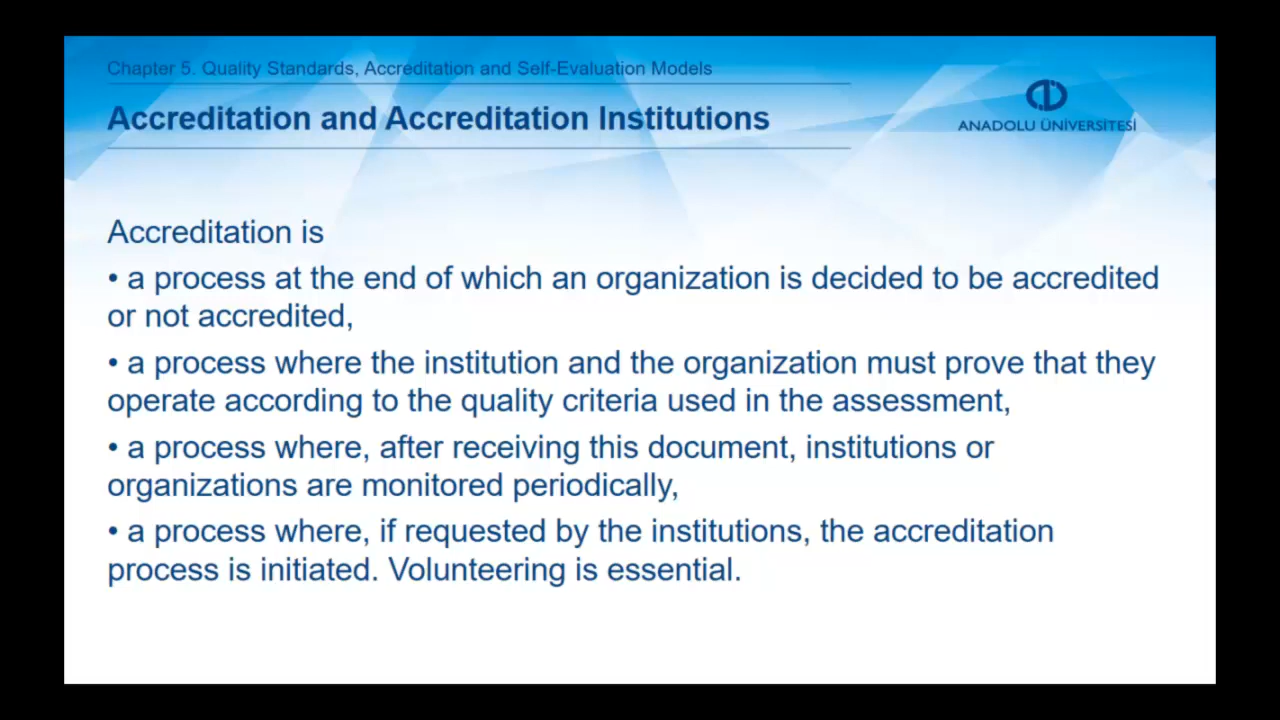 Chapter 5. Quality Standards, Accreditation and Self-Evaluation Models
Accreditation and Accreditation Institutions
ANADOLU ÜNİVERSİTESİ
Accreditation is
• a process at the end of which an organization is decided to be accredited
or not accredited,
• a process where the institution and the organization must prove that they
operate according to the quality criteria used in the assessment,
• a process where, after receiving this document, institutions or
organizations are monitored periodically,
• a process where, if requested by the institutions, the accreditation
process is initiated. Volunteering is essential.